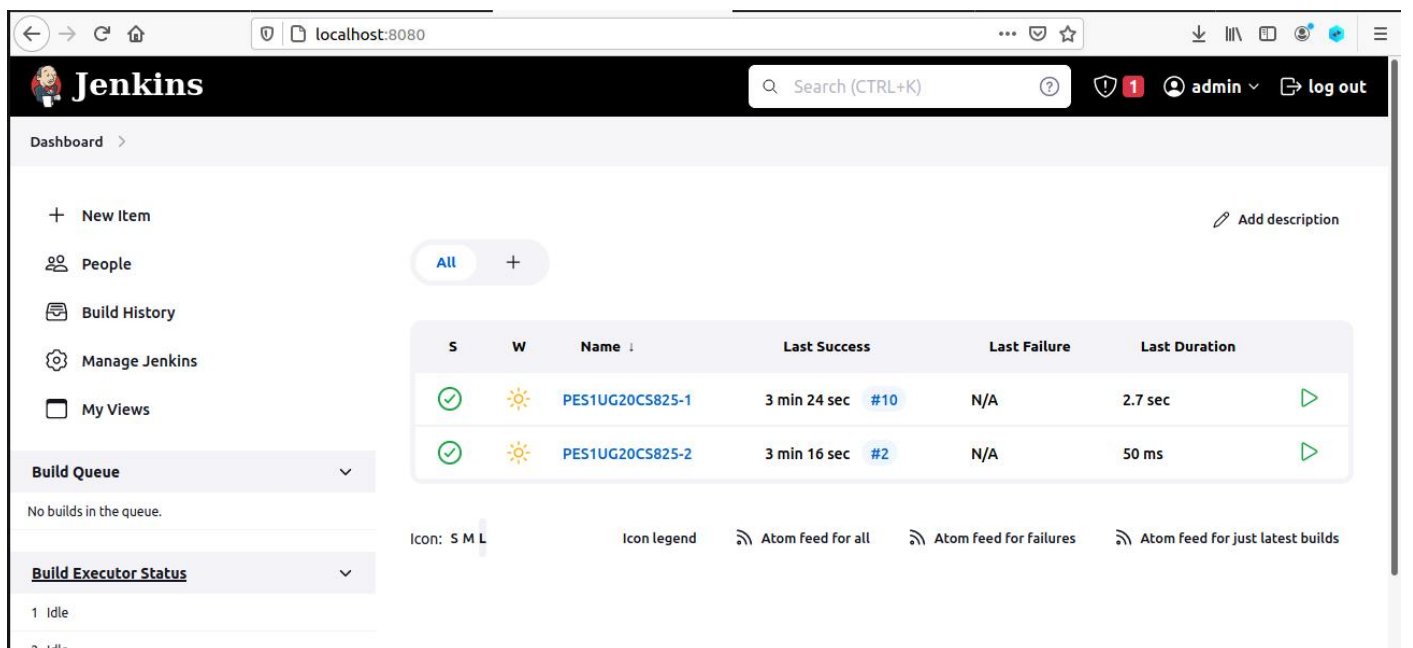 localhost:8080
Jenkins
Search (CTRL+K)
1
admin
log out
Dashboard
New Item
Add description
People
All
Build History
Manage Jenkins
My Views
S W Name ↓ Last Success Last Failure Last Duration
PES1UG20CS825-1 3 min 24 sec #10 N/A 2.7 sec
PES1UG20CS825-2 3 min 16 sec #2 N/A 50 ms
Build Queue
No builds in the queue.
Icon: S M L Icon legend Atom feed for all Atom feed for failures Atom feed for just latest builds
Build Executor Status
1 Idle